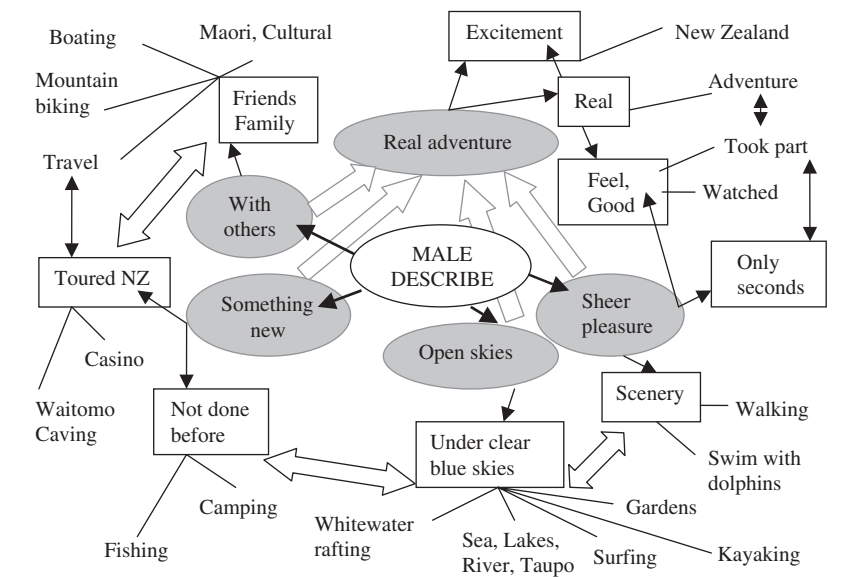 Boating
Maori, Cultural
Excitement
New Zealand
Mountain
biking
Friends
Family
Real
Adventure
Real adventure
Travel
Took part
Feel,
Good
Watched
With
others
MALE
DESCRIBE
Toured NZ
Only
seconds
Something
new
Sheer
pleasure
Open skies
Casino
Waitomo
Caving
Not done
before
Scenery
Walking
Under clear
blue skies
Swim with
dolphins
Camping
Gardens
Whitewater
rafting
Fishing
Sea, Lakes,
River, Taupo
Surfing
Kayaking